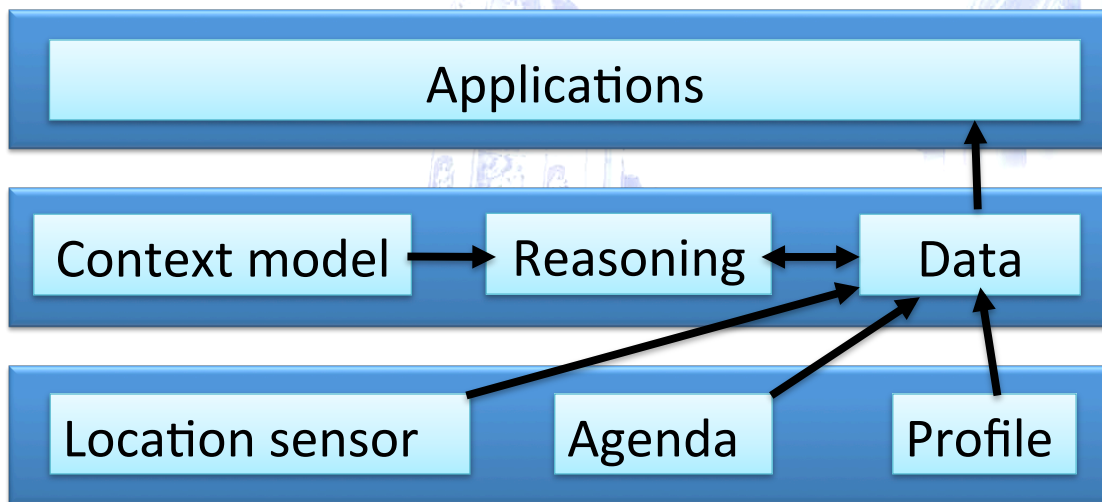 Applications
Context model
Reasoning
Data
Location sensor
Agenda
Profile